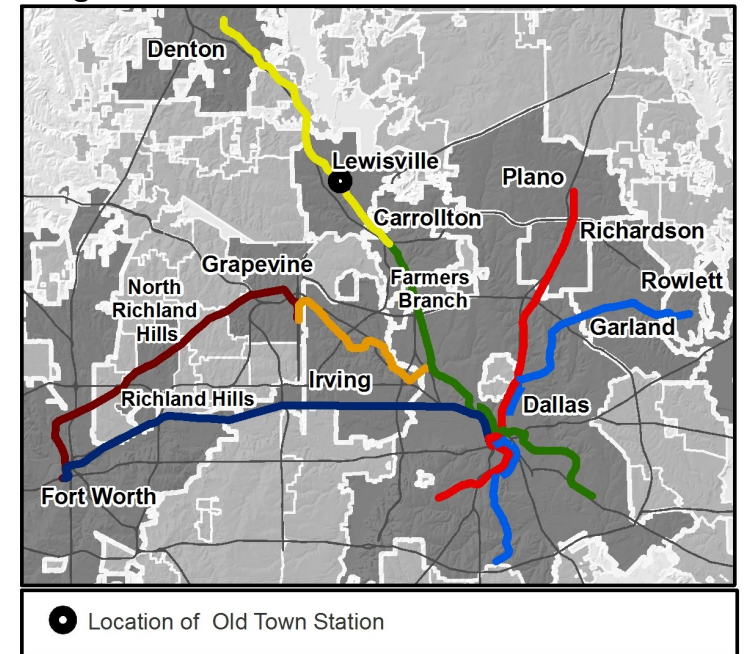 Denton
Lewisville
Plano
Carrollton
Richardson
Grapevine
Farmers
Branch
Rowlett
North
Richland
Hills
Garland
Irving
Richland Hills
Dallas
Fort Worth
Location of Old Town Station